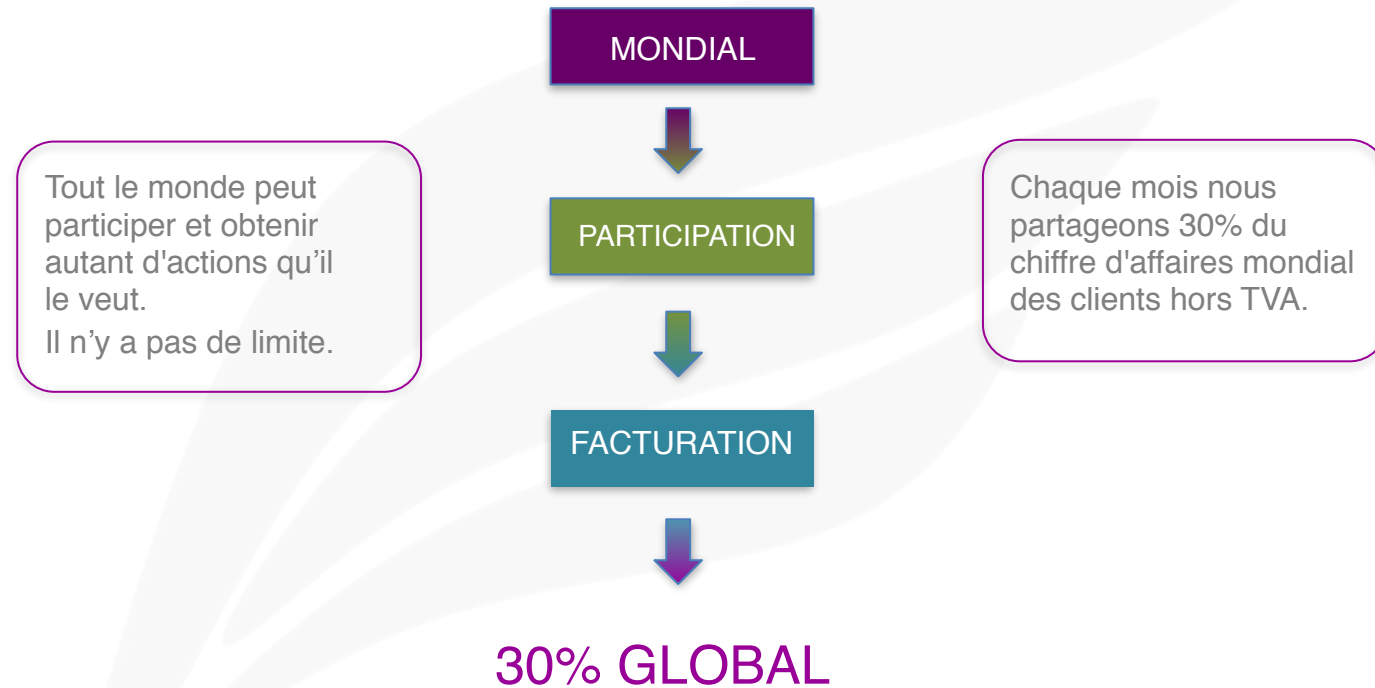 MONDIAL
Tout le monde peut
participer et obtenir
autant d'actions qu’il
le veut.
Il n’y a pas de limite.
PARTICIPATION
Chaque mois nous
partageons 30% du
chiffre d'affaires mondial
des clients hors TVA.
FACTURATION
30% GLOBAL